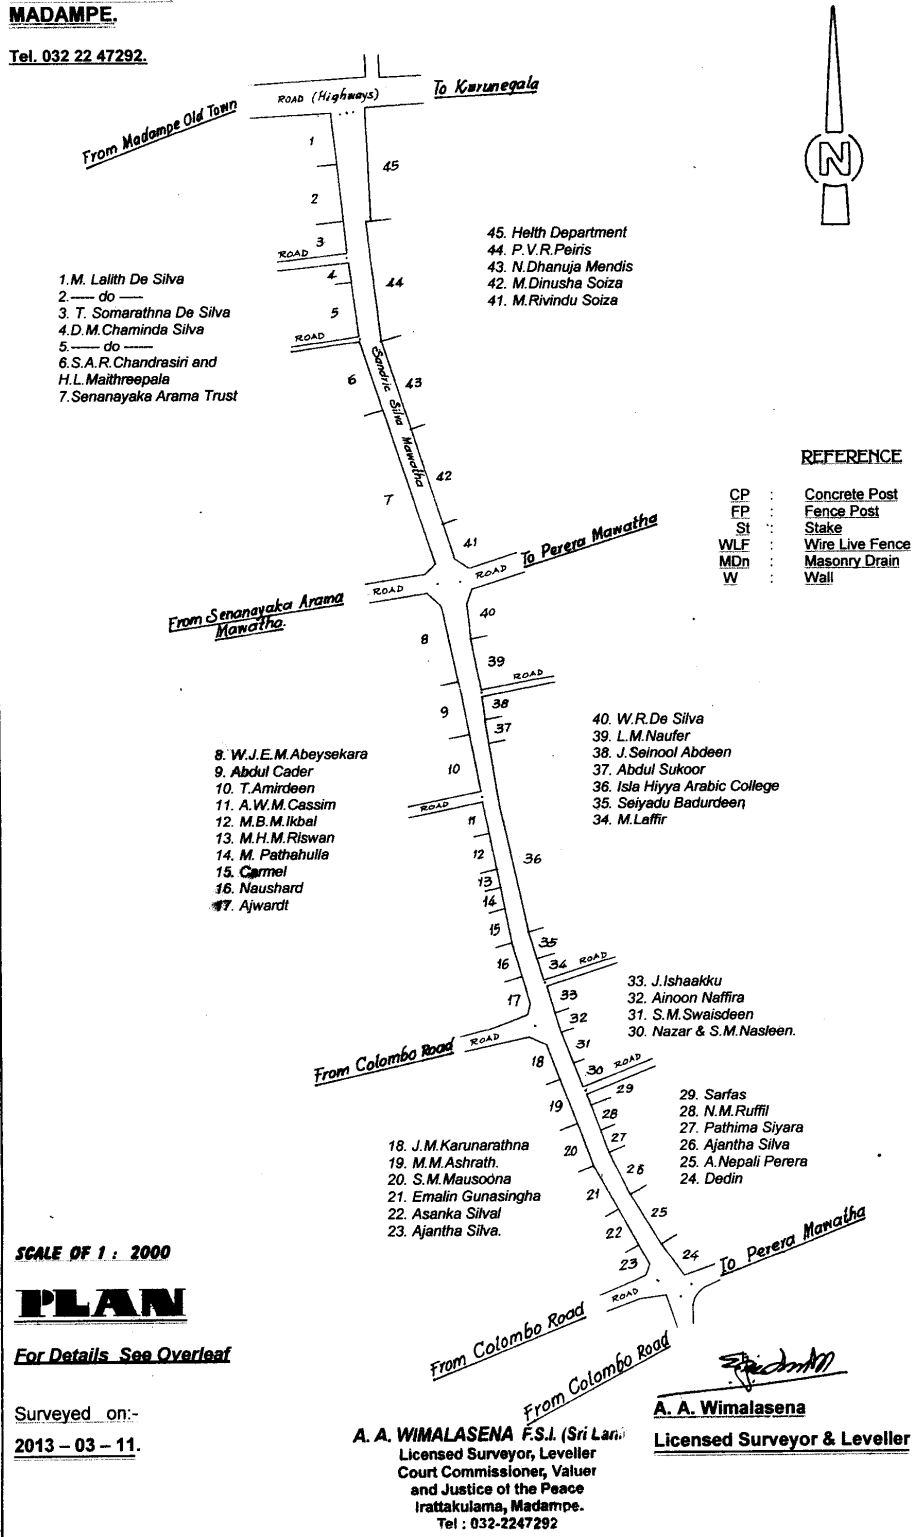 MADAMPE.
Tel. 032 22 47292.
From Madampe Old Town
ROAD (Highways)
To Kurunegala
N
1
45
2
3
ROAD
4
44
5
ROAD
45. Helth Department
44. P.V.R.Peiris
43. N.Dhanuja Mendis
42. M.Dinusha Soiza
41. M.Rivindu Soiza
1.M. Lalith De Silva
2.---- do ----
3. T. Somarathna De Silva
4.D.M.Chaminda Silva
5.---- do -----
6.S.A.R.Chandrasiri and
H.L.Maithreepala
7.Senanayaka Arama Trust
6
Sandric Silva Mawatha
43
7
42
41
REFERENCE
CP : Concrete Post
FP : Fence Post
St : Stake
WLF : Wire Live Fence
MDn : Masonry Drain
W : Wall
ROAD
To Perera Mawatha
From Senanayaka Arama
Mawatha.
ROAD
40
8
39
ROAD
9
38
37
10
ROAD
11
40. W.R.De Silva
39. L.M.Naufer
38. J.Seinool Abdeen
37. Abdul Sukoor
36. Isla Hiyya Arabic College
35. Seiyadu Badurdeen
34. M.Laffir
8. W.J.E.M.Abeysekara
9. Abdul Cader
10. T.Amirdeen
11. A.W.M.Cassim
12. M.B.M.Ikbal
13. M.H.M.Riswan
14. M. Pathahulla
15. Carmel
16. Naushard
17. Ajwardt
12
36
13
14
15
35
16
34
ROAD
17
33
32
31
30
ROAD
33. J.Ishaakku
32. Ainoon Naffira
31. S.M.Swaisdeen
30. Nazar & S.M.Nasleen.
From Colombo Road
ROAD
18
29
19
28
27
20
26
21
25
22
24
23
29. Sarfas
28. N.M.Ruffil
27. Pathima Siyara
26. Ajantha Silva
25. A.Nepali Perera
24. Dedin
18. J.M.Karunarathna
19. M.M.Ashrath.
20. S.M.Mausoona
21. Emalin Gunasingha
22. Asanka Silval
23. Ajantha Silva.
To Perera Mawatha
ROAD
From Colombo Road
From Colombo Road
SCALE OF 1 : 2000
PLAN
For Details See Overleaf
Surveyed on:-
2013 – 03 – 11.
A. A. WIMALASENA F.S.I. (Sri Lan
Licensed Surveyor, Leveller
Court Commissioner, Valuer
and Justice of the Peace
Irattakulama, Madampe.
Tel : 032-2247292
A. A. Wimalasena
Licensed Surveyor & Leveller